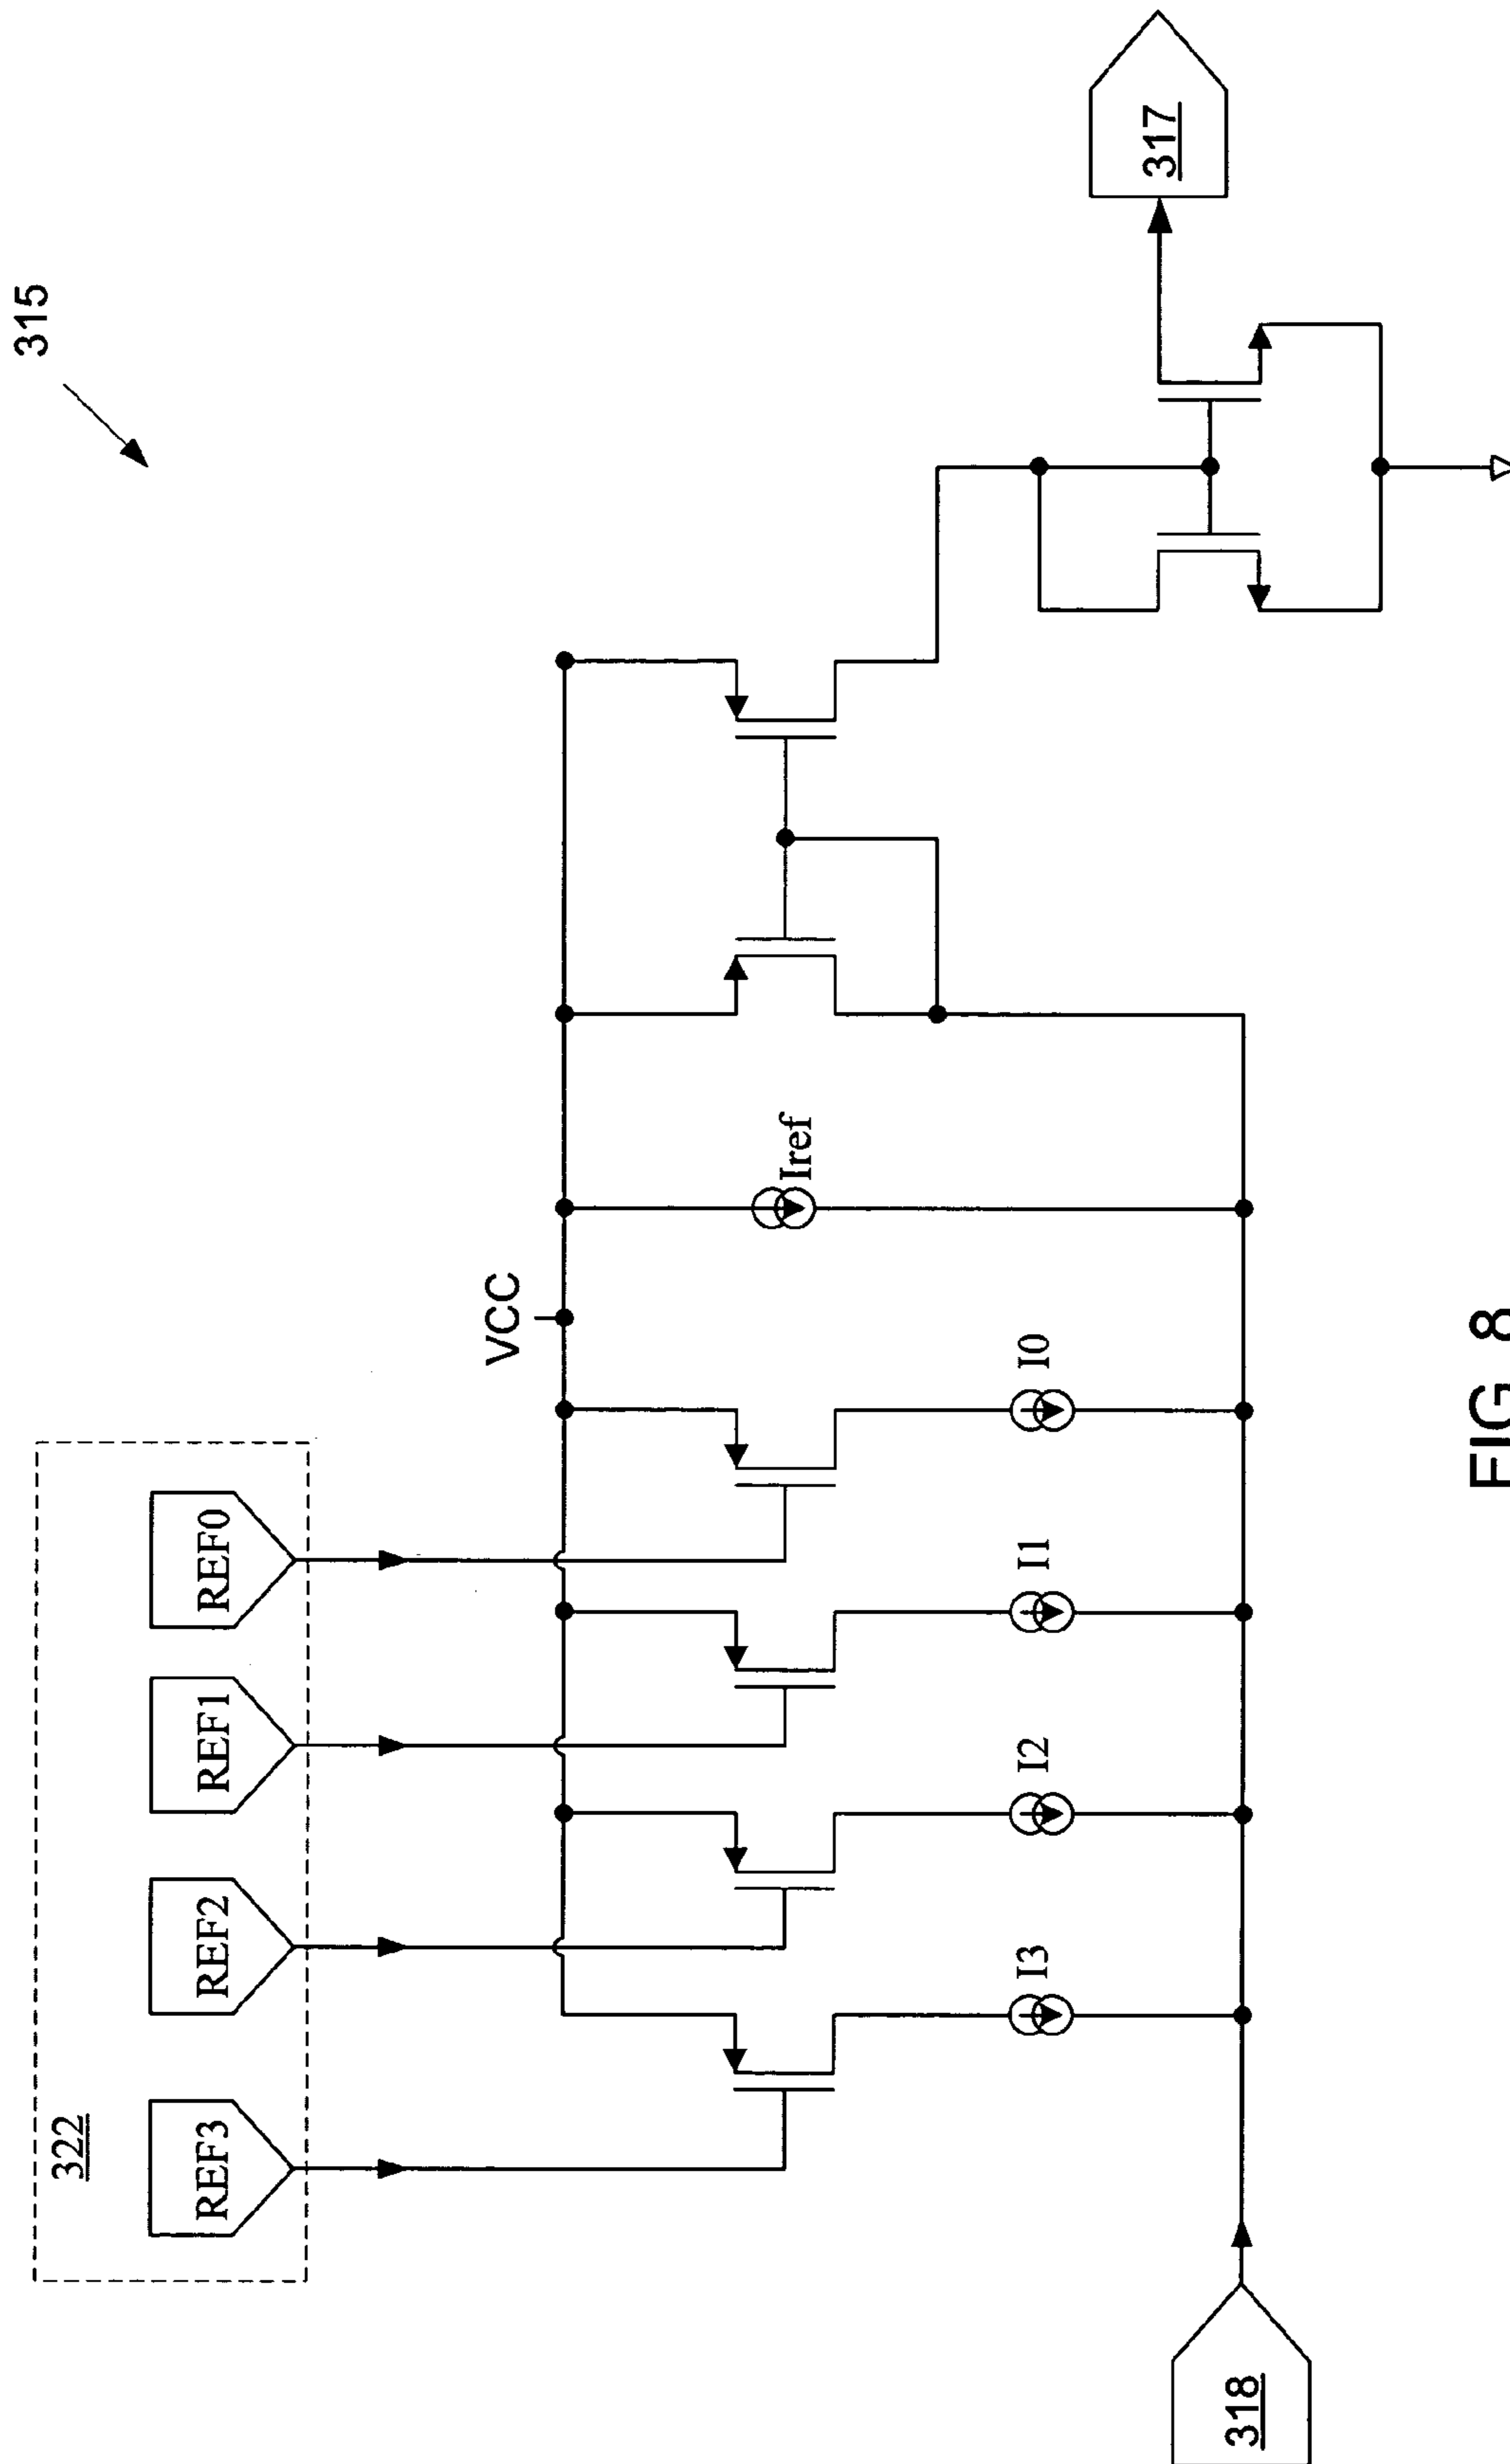 315
322
REF3
REF2
REF1
REF0
VCC
317
I3
I2
I1
I0
Iref
318
FIG. 8